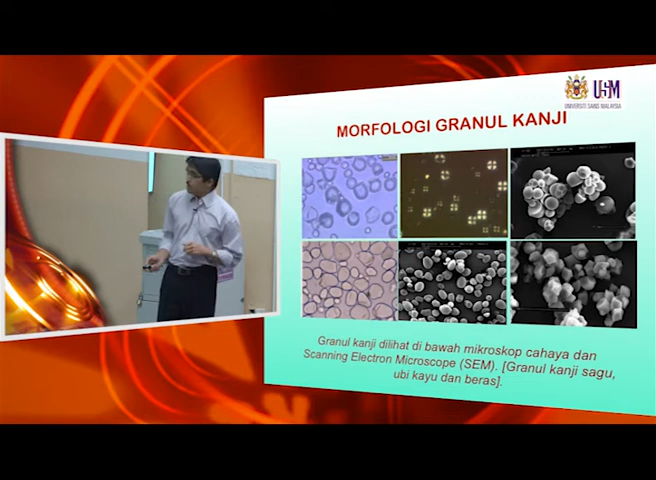 USM
UNIVERSITI SAINS MALAYSIA
MORFOLOGI GRANUL KANJI
Granul kanji dilihat di bawah mikroskop cahaya dan
Scanning Electron Microscope (SEM). [Granul kanji sagu,
ubi kayu dan beras].